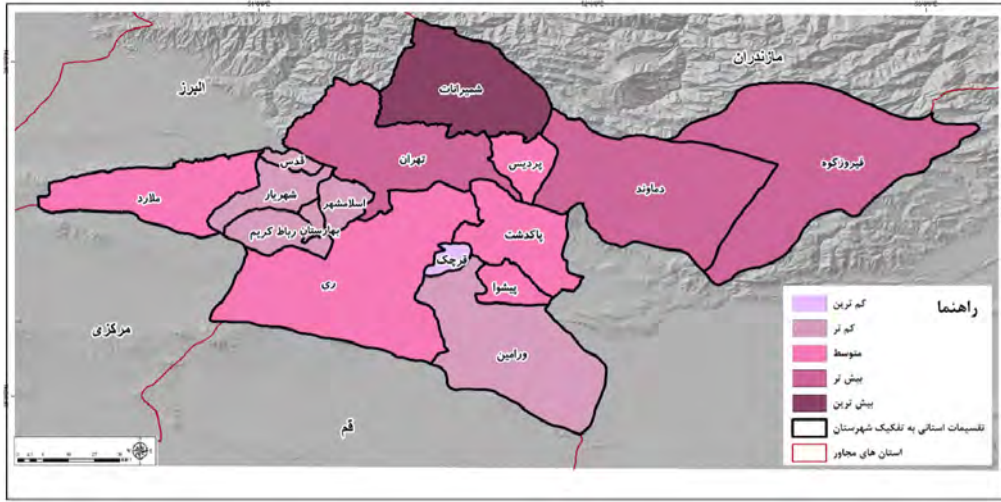 مازندران
البرز
شمیرانات
فیروزکوه
تهران
پردیس
دماوند
قدس
ملارد
شهریار
اسلامشهر
بهارستان
رباط کریم
پاکدشت
قرچک
ری
پیشوا
ورامین
مرکزی
قم
راهنما
کم ترین
کم تر
متوسط
بیش تر
بیش ترین
تقسیمات استانی به تفکیک شهرستان
استان های مجاور